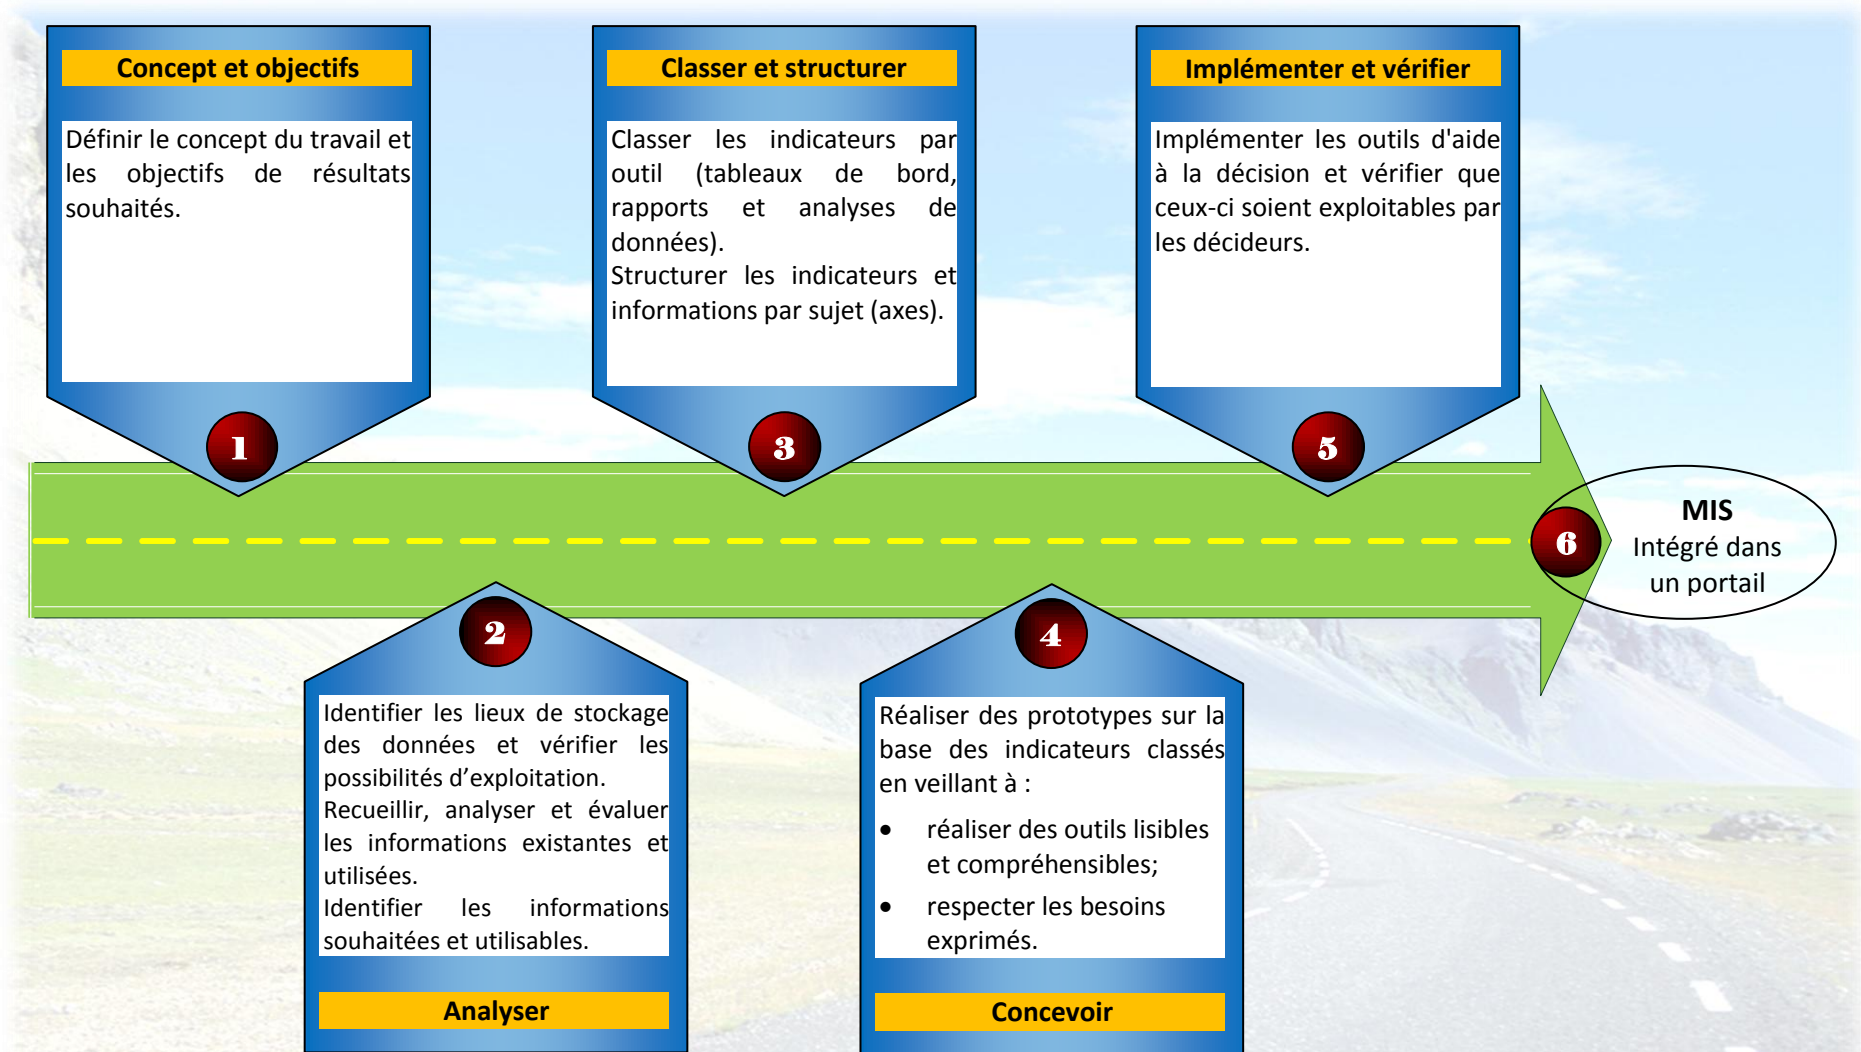 Concept et objectifs
Définir le concept du travail et
les objectifs de résultats
souhaités.
1
Identifier les lieux de stockage
des données et vérifier les
possibilités d’exploitation.
Recueillir, analyser et évaluer
les informations existantes et
utilisées.
Identifier les informations
souhaitées et utilisables.
Analyser
2
Classer et structurer
Classer les indicateurs par
outil (tableaux de bord,
rapports et analyses de
données).
Structurer les indicateurs et
informations par sujet (axes).
3
4
Réaliser des prototypes sur la
base des indicateurs classés
en veillant à :
• réaliser des outils lisibles
et compréhensibles;
• respecter les besoins
exprimés.
Concevoir
Implémenter et vérifier
Implémenter les outils d'aide
à la décision et vérifier que
ceux-ci soient exploitables par
les décideurs.
5
6
MIS
Intégré dans
un portail